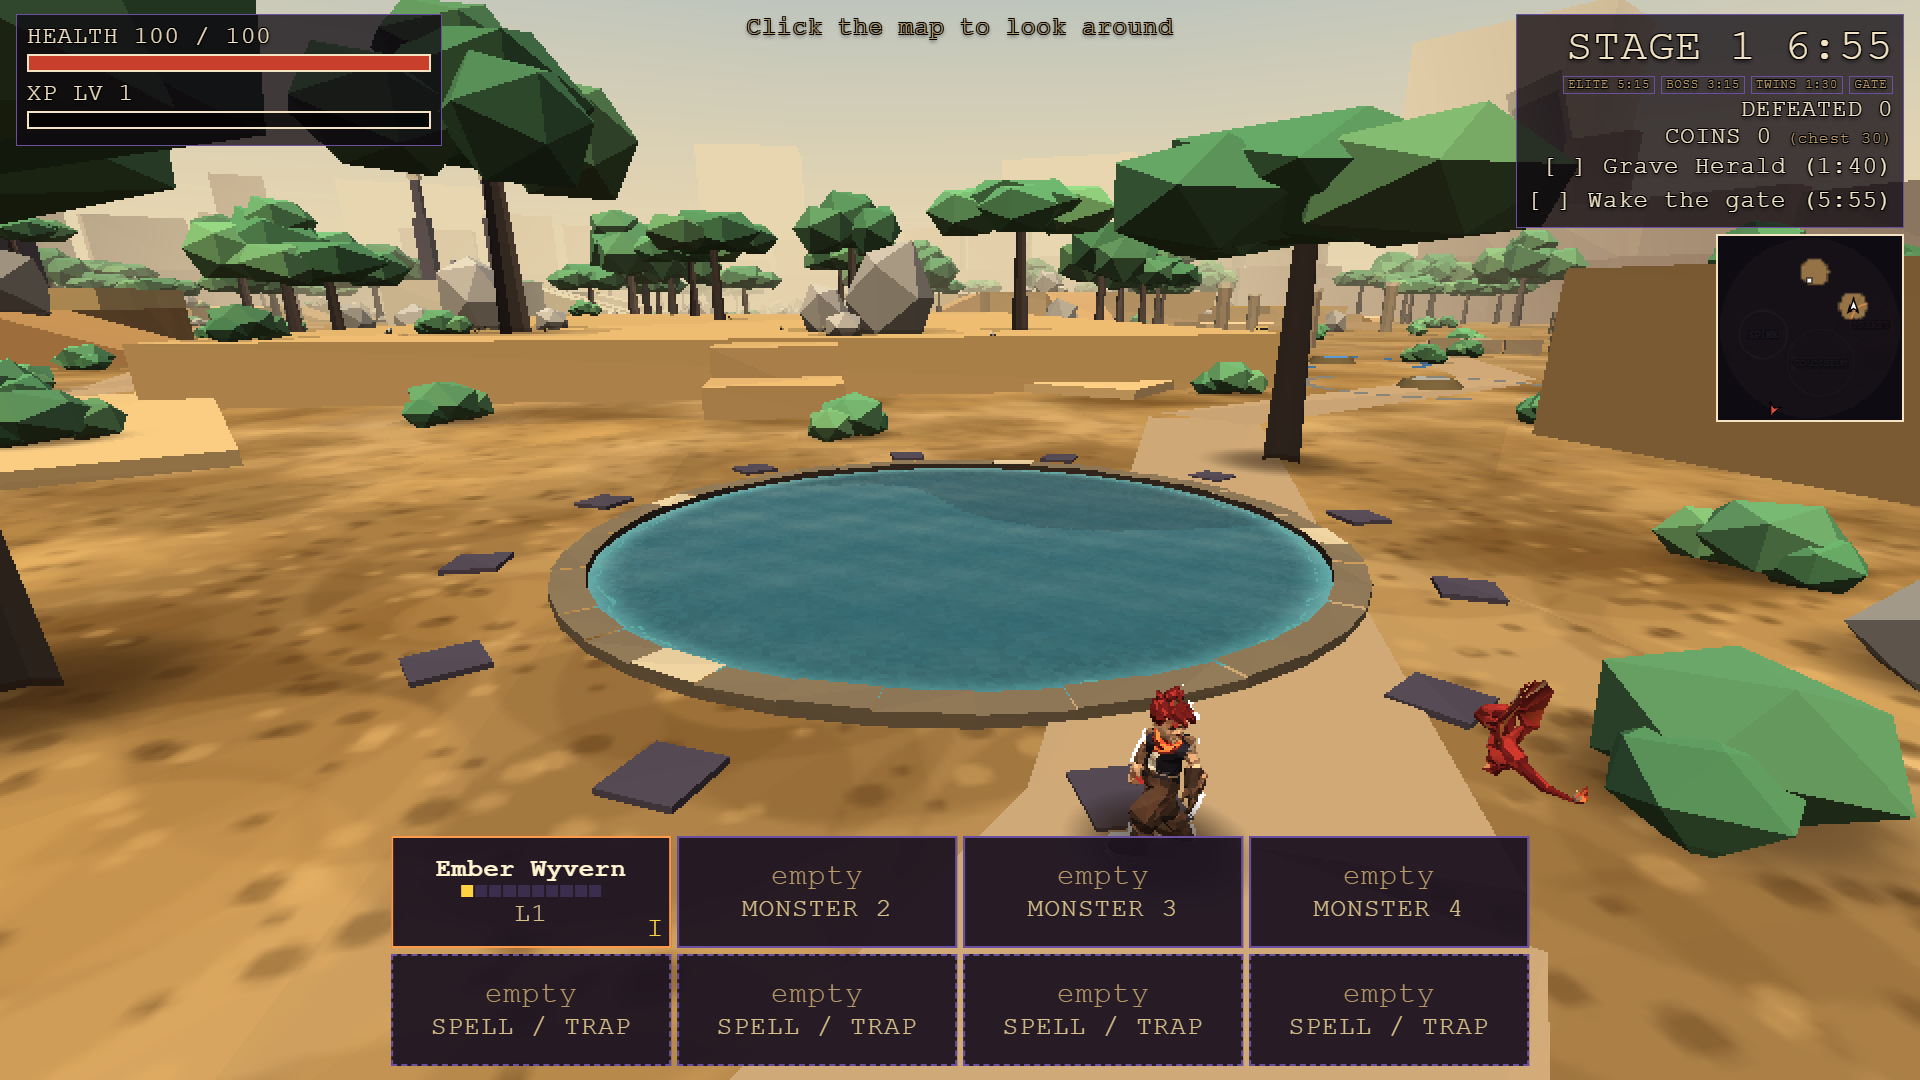 HEALTH 100 / 100
XP LV 1
Click the map to look around
STAGE 1 6:55
ELITE 5:15 BOSS 3:15 TWINS 1:30 GATE
DEFEATED 0
COINS 0 (chest 30)
[ ] Grave Herald (1:40)
[ ] Wake the gate (5:55)
Ember Wyvern
L1
I
empty
MONSTER 2
empty
MONSTER 3
empty
MONSTER 4
empty
SPELL / TRAP
empty
SPELL / TRAP
empty
SPELL / TRAP
empty
SPELL / TRAP